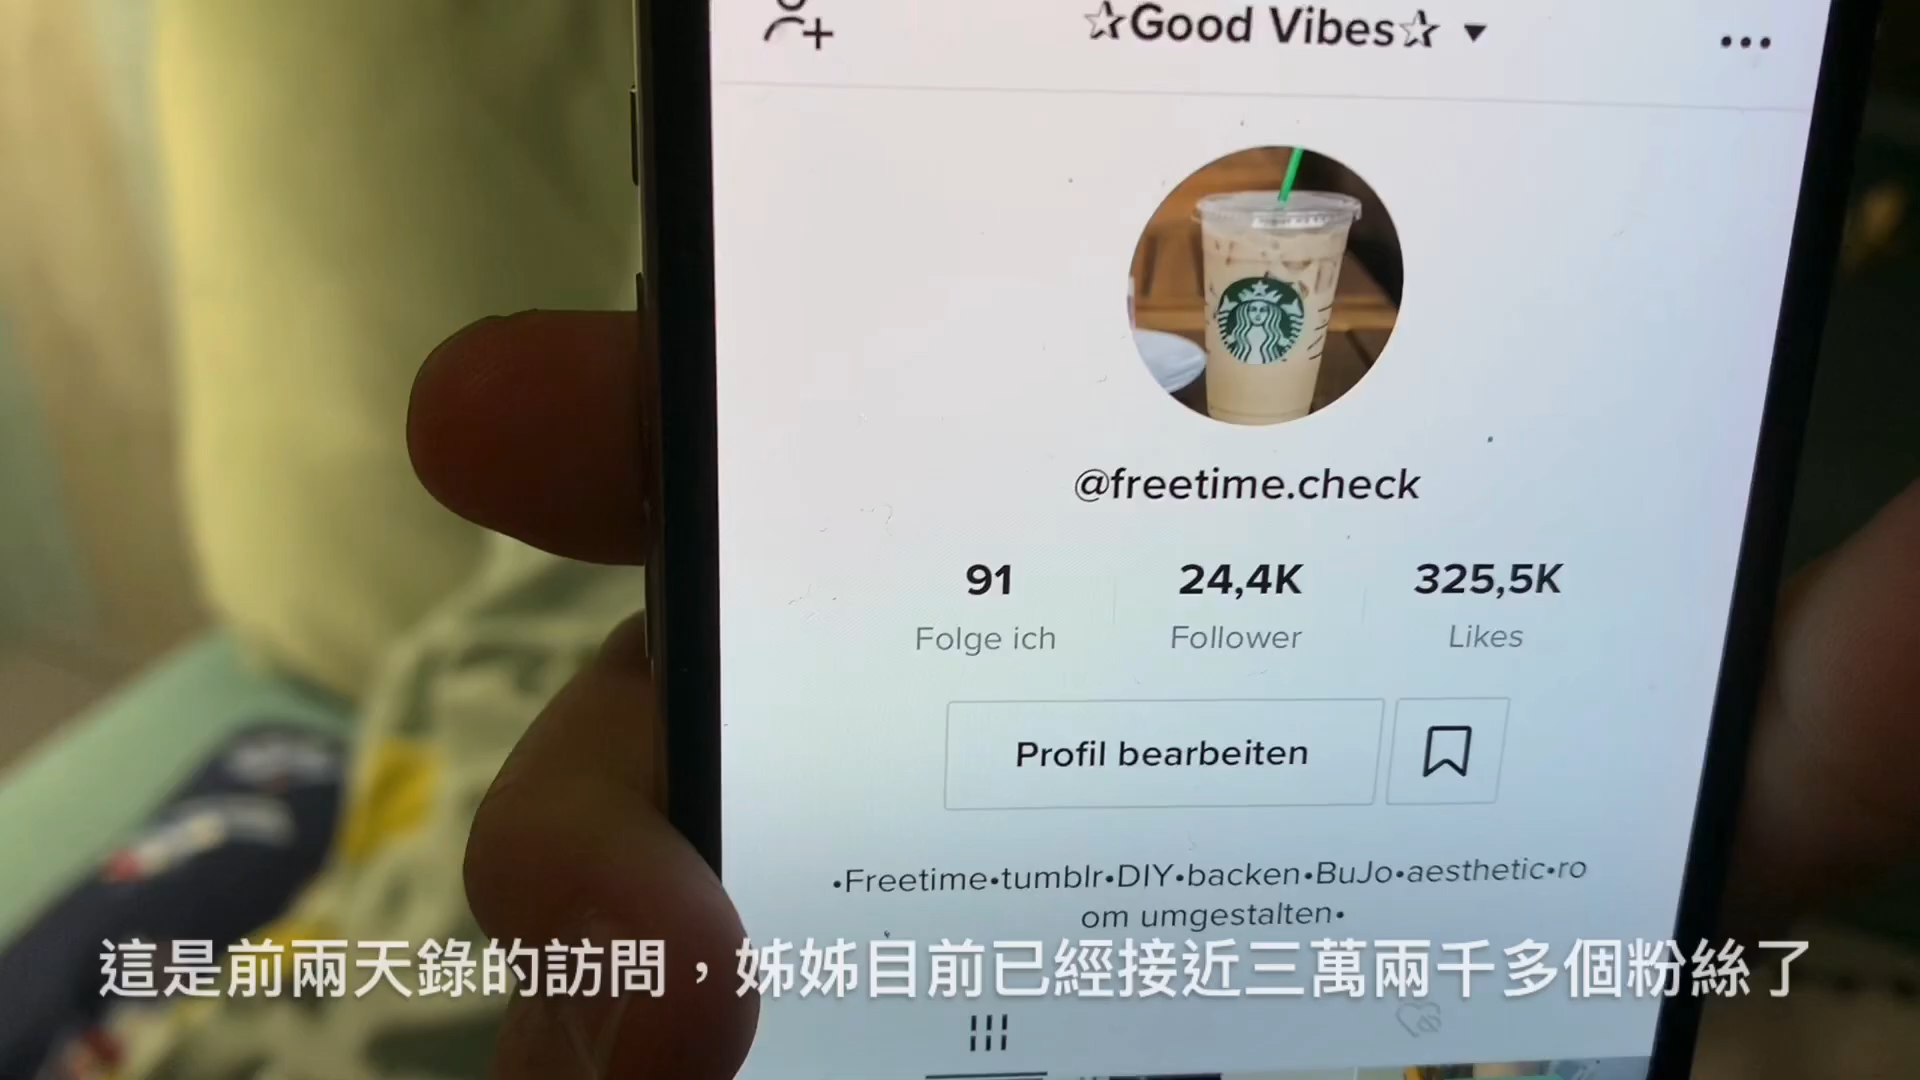 ☆Good Vibes☆
@freetime.check
91 24,4K 325,5K
Folge ich Follower Likes
Profil bearbeiten
•Freetime•tumblr•DIY•backen•BuJo•aesthetic•ro
om umgestalten•
這是前兩天錄的訪問，姊姊目前已經接近三萬兩千多個粉絲了